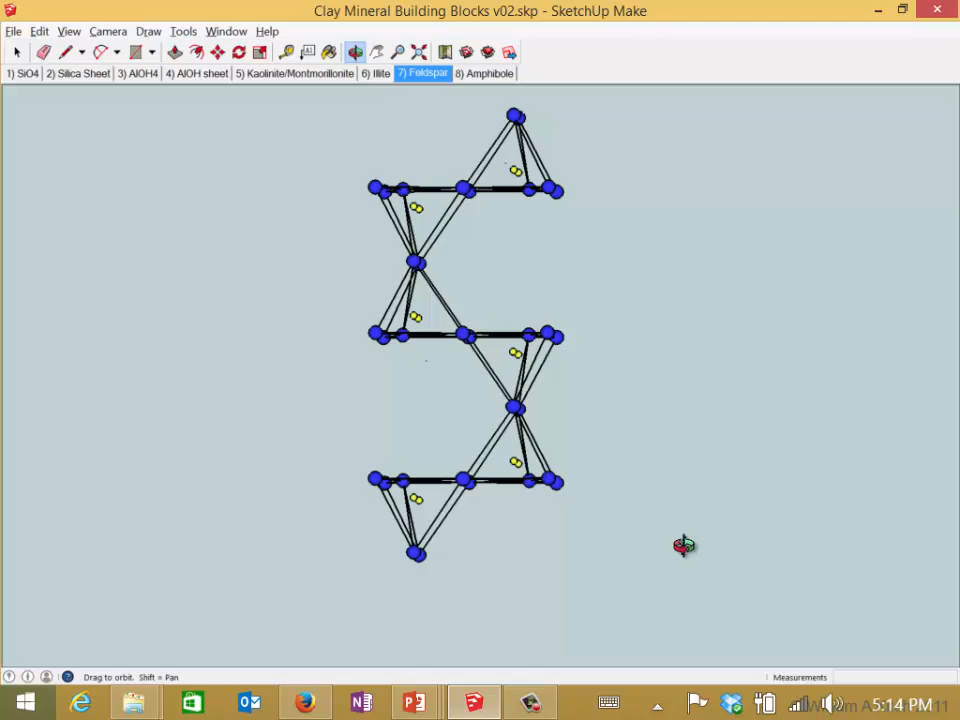 Clay Mineral Building Blocks v02.skp - SketchUp Make
File Edit View Camera Draw Tools Window Help
1) SiO4 2) Silica Sheet 3) AlOH4 4) AlOH sheet 5) Kaolinite/Montmorillonite 6) Illite 7) Feldspar 8) Amphibole
Drag to orbit. Shift = Pan Measurements
5:14 PM